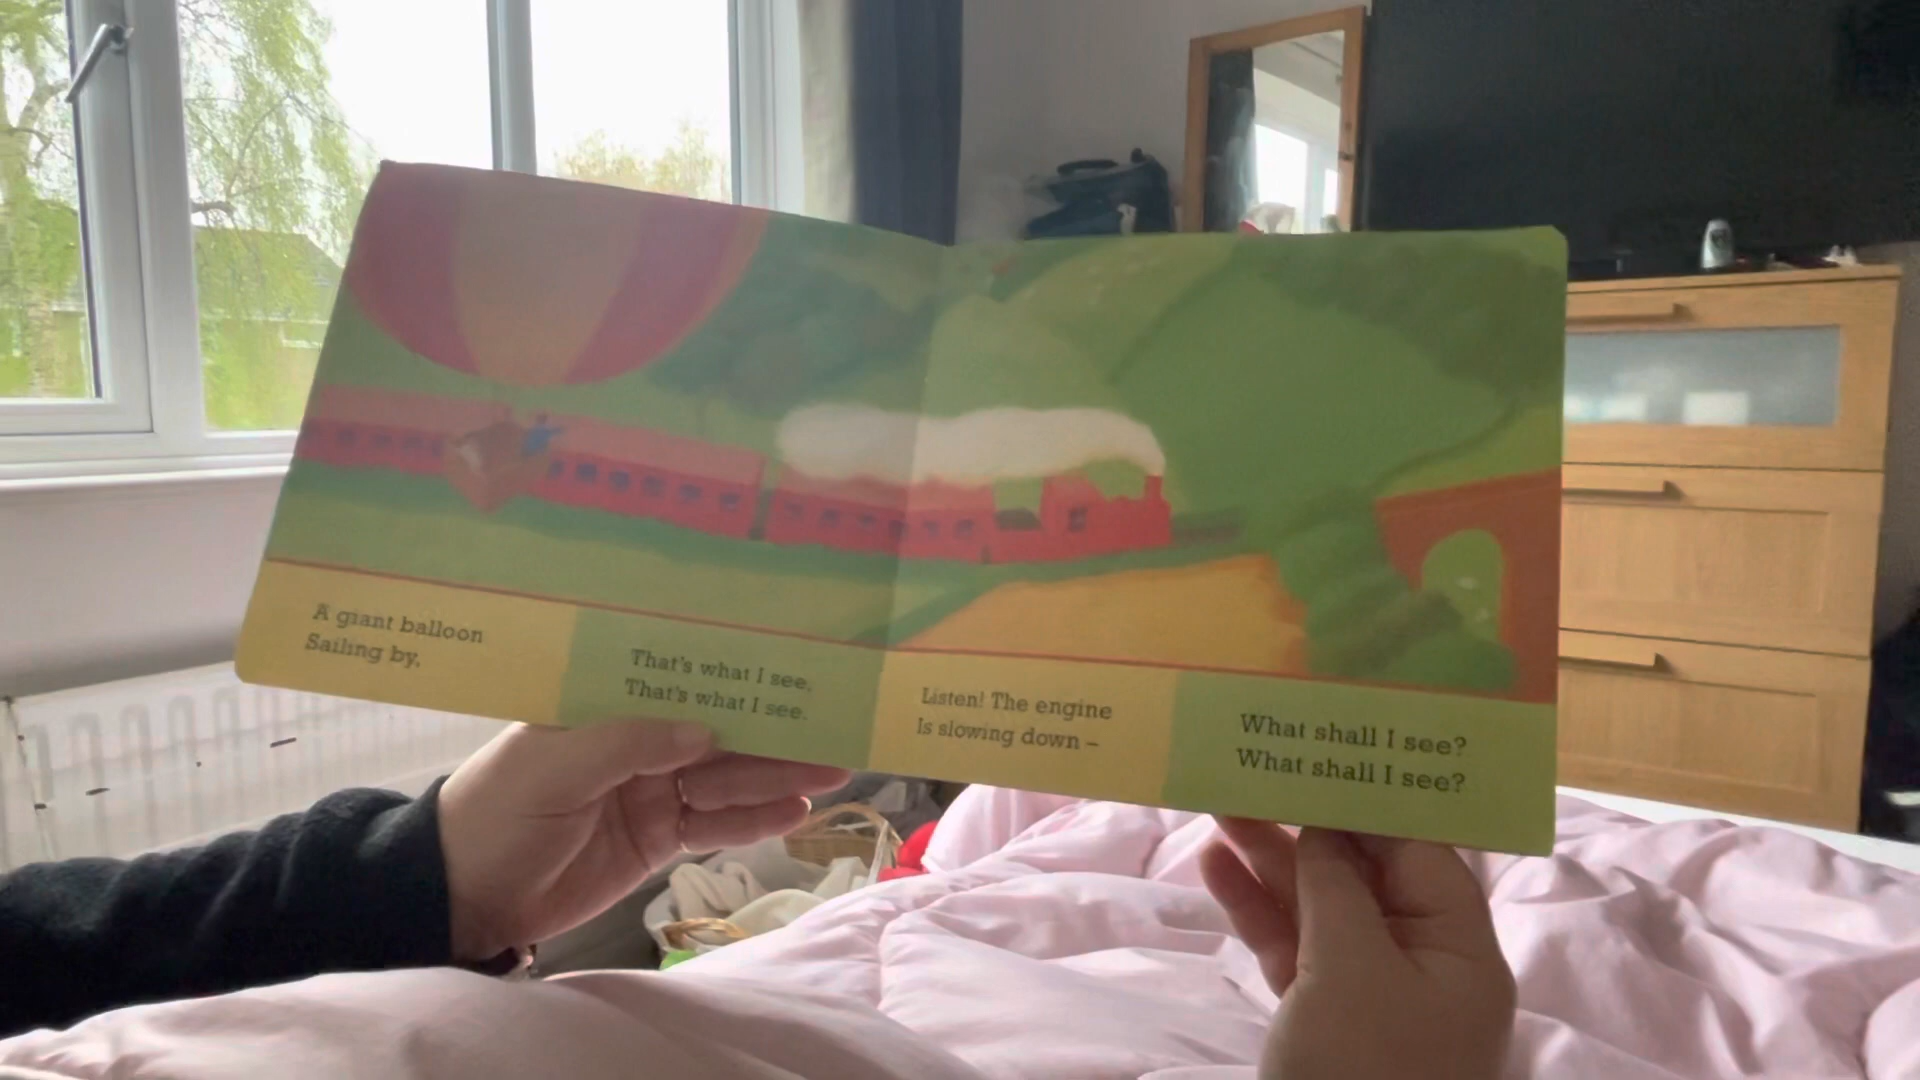 A giant balloon
Sailing by,
That's what I see,
That's what I see.
Listen! The engine
Is slowing down –
What shall I see?
What shall I see?